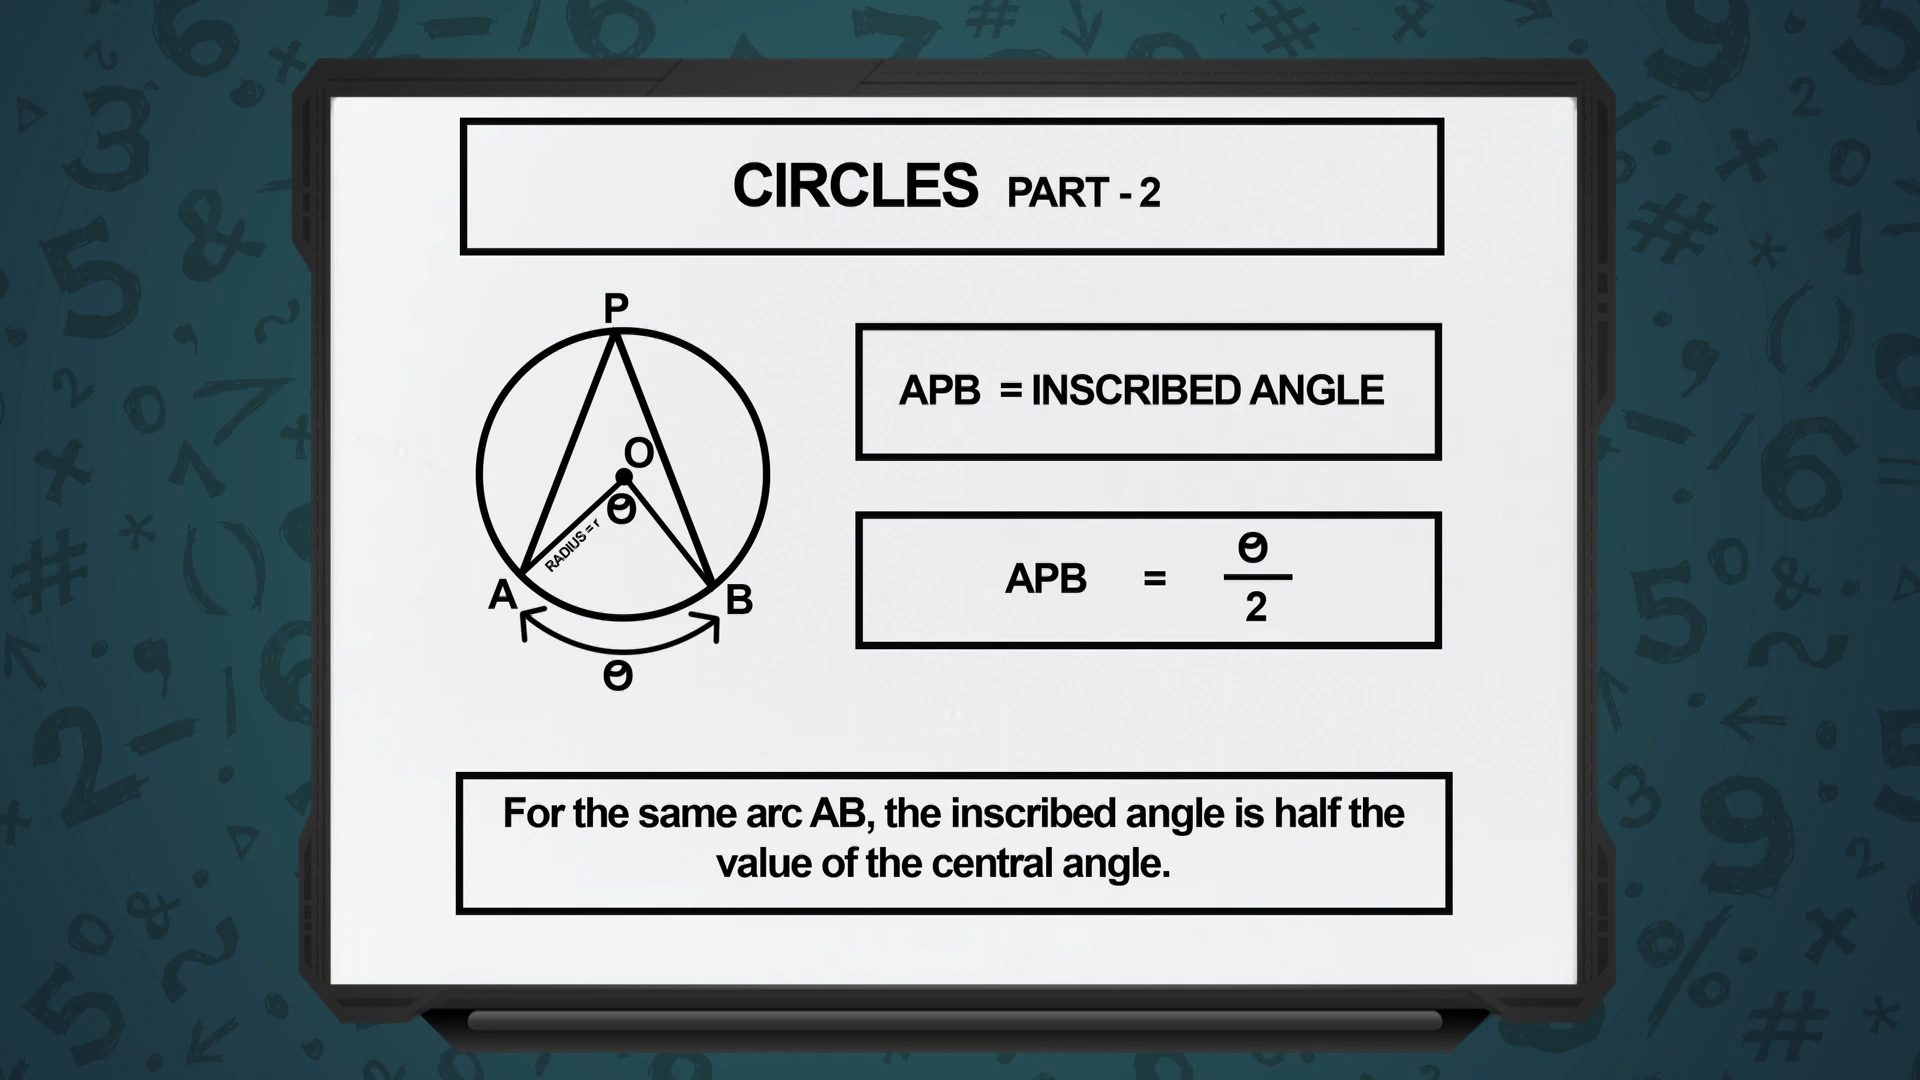 CIRCLES PART - 2
P
APB = INSCRIBED ANGLE
O
Ө
RADIUS = r
A
B
Ө
APB = Ө
2
For the same arc AB, the inscribed angle is half the
value of the central angle.